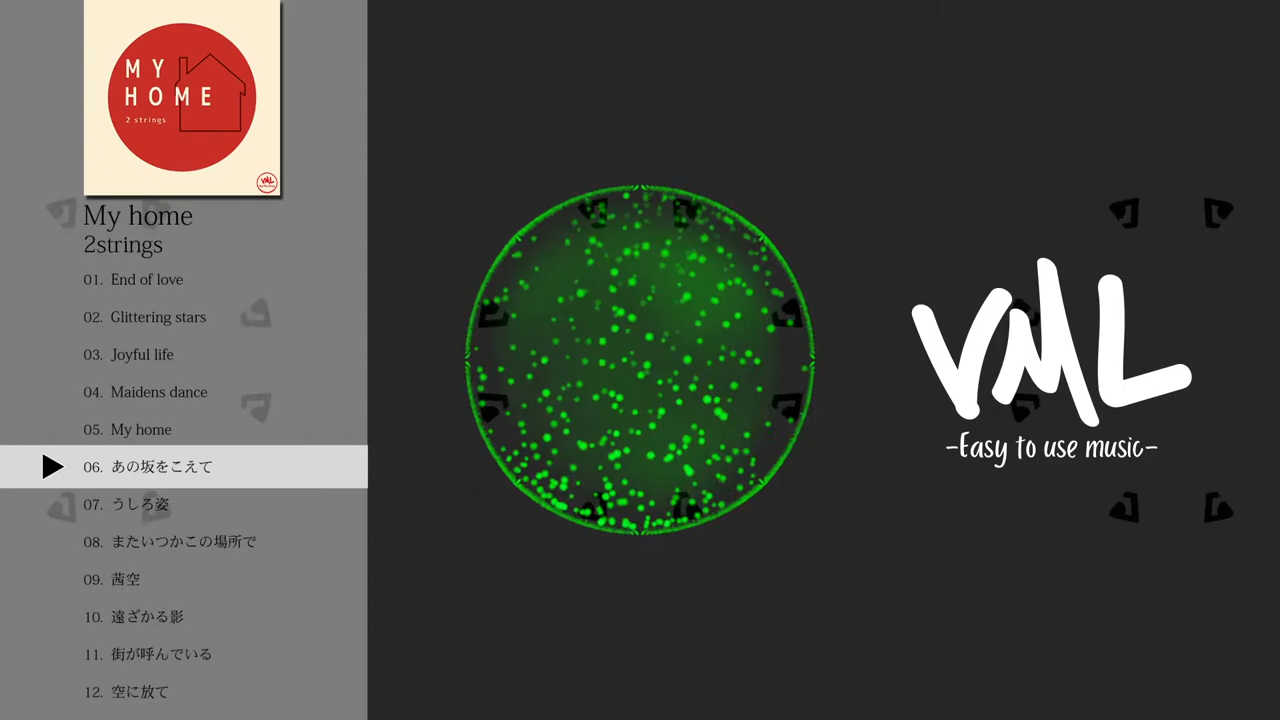 MY
HOME
2 strings
VML
My home
2strings
01. End of love
02. Glittering stars
03. Joyful life
04. Maidens dance
05. My home
06. あの坂をこえて
07. うしろ姿
08. またいつかこの場所で
09. 茜空
10. 遠ざかる影
11. 街が呼んでいる
12. 空に放て
VML
-Easy to use music-